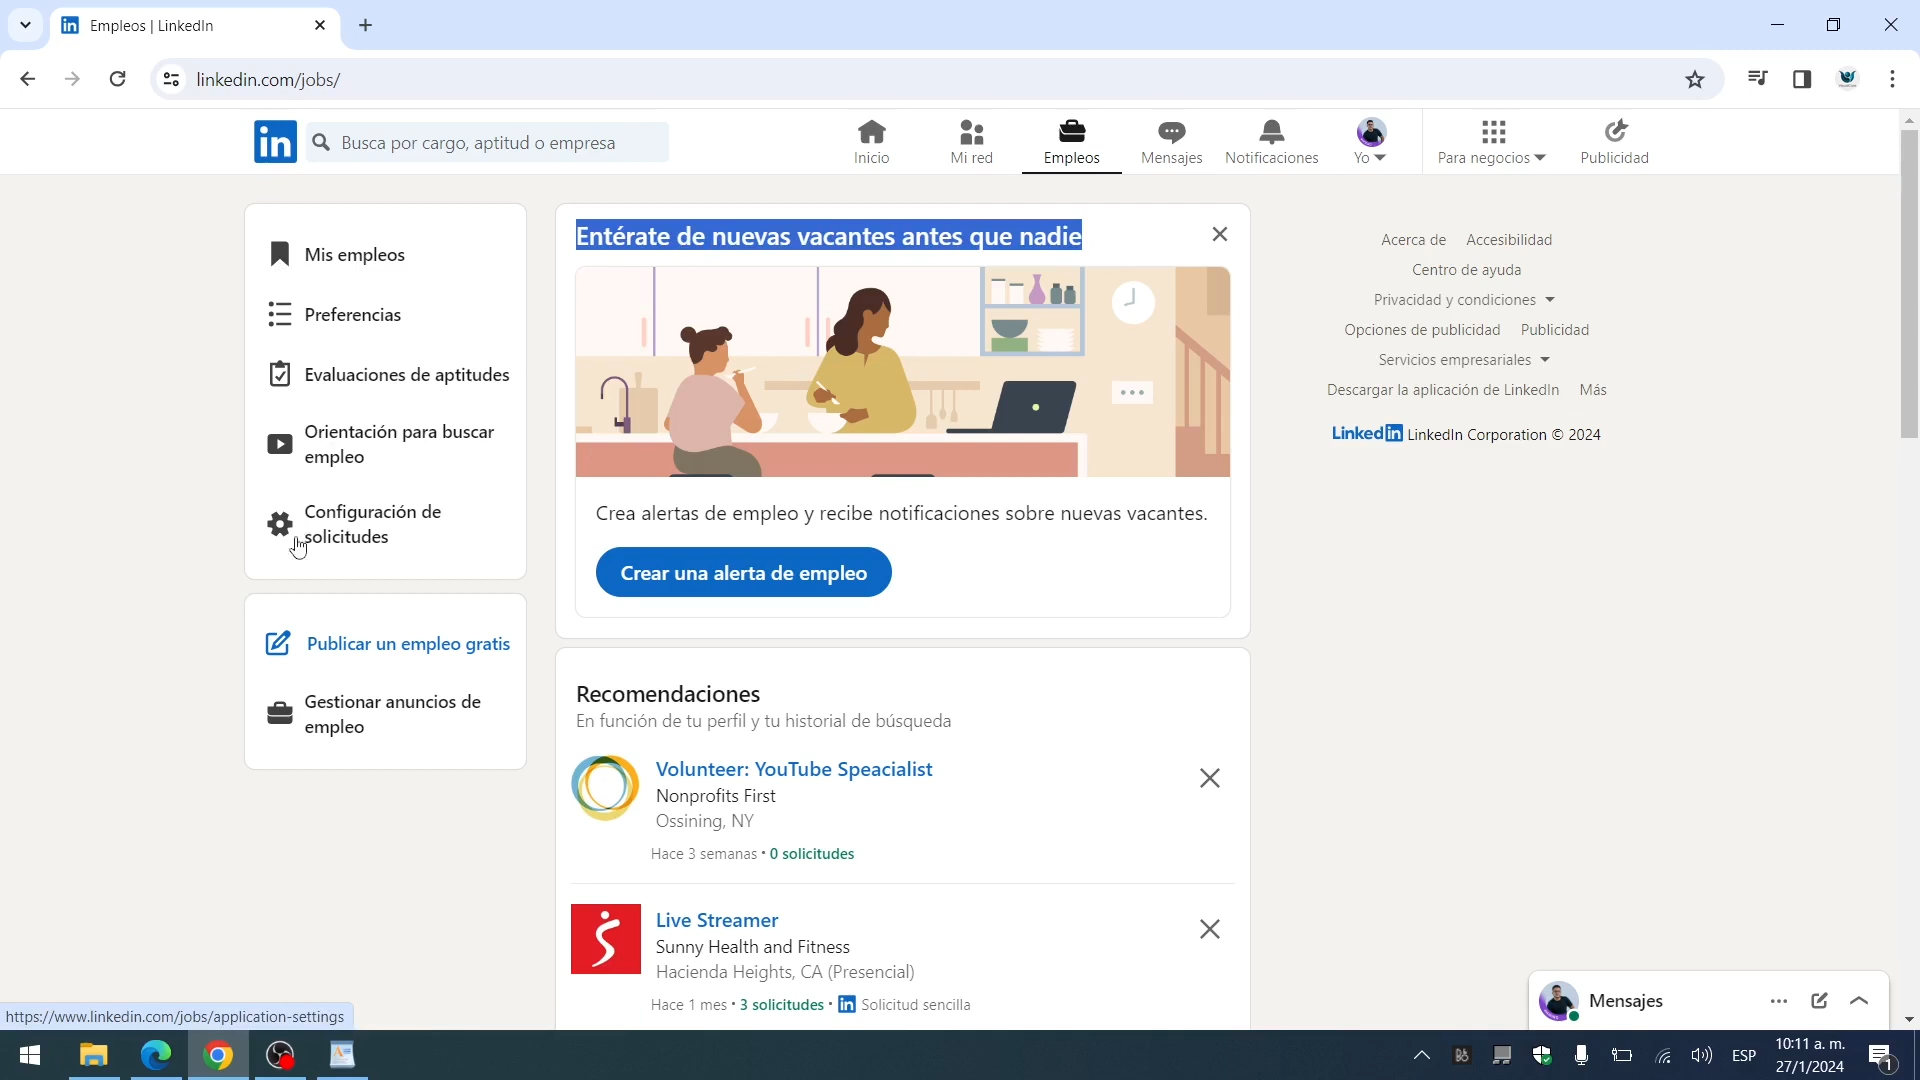 Empleos | LinkedIn
linkedin.com/jobs/
in
Busca por cargo, aptitud o empresa
Inicio
Mi red
Empleos
Mensajes
Notificaciones
Yo
Para negocios
Publicidad
Mis empleos
Preferencias
Evaluaciones de aptitudes
Orientación para buscar
empleo
Configuración de
solicitudes
Publicar un empleo gratis
Gestionar anuncios de
empleo
Entérate de nuevas vacantes antes que nadie
Crea alertas de empleo y recibe notificaciones sobre nuevas vacantes.
Crear una alerta de empleo
Recomendaciones
En función de tu perfil y tu historial de búsqueda
Volunteer: YouTube Speacialist
Nonprofits First
Ossining, NY
Hace 3 semanas • 0 solicitudes
Live Streamer
Sunny Health and Fitness
Hacienda Heights, CA (Presencial)
Hace 1 mes • 3 solicitudes • in Solicitud sencilla
Acerca de Accesibilidad
Centro de ayuda
Privacidad y condiciones
Opciones de publicidad Publicidad
Servicios empresariales
Descargar la aplicación de LinkedIn Más
LinkedIn LinkedIn Corporation © 2024
Mensajes
https://www.linkedin.com/jobs/application-settings
ESP
10:11 a. m.
27/1/2024
1